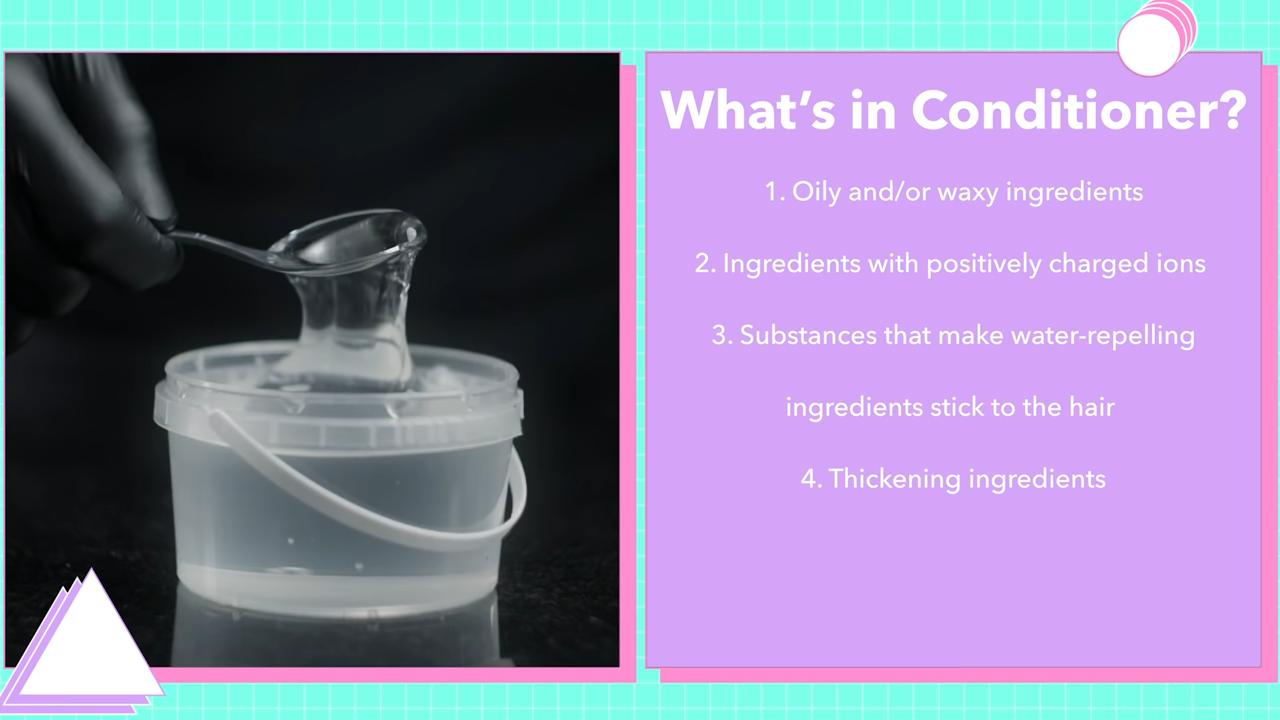 What’s in Conditioner?
1. Oily and/or waxy ingredients
2. Ingredients with positively charged ions
3. Substances that make water-repelling
ingredients stick to the hair
4. Thickening ingredients